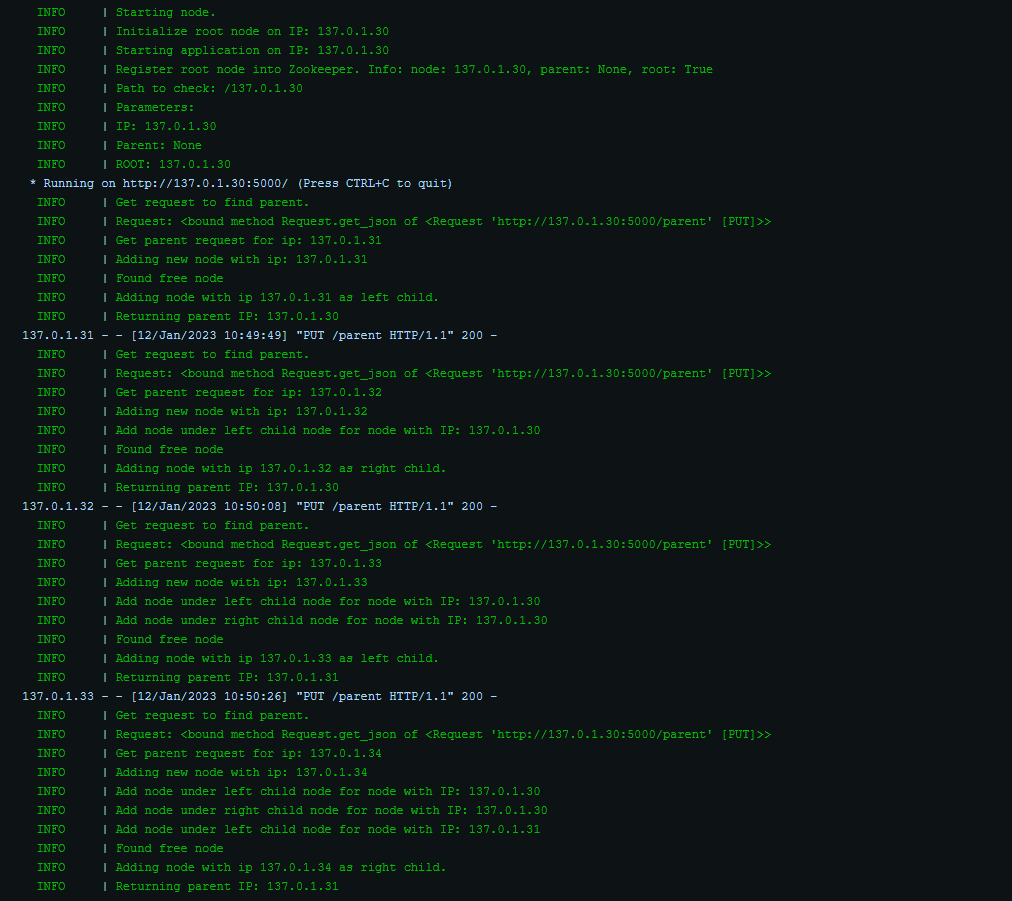 INFO | Starting node.
INFO | Initialize root node on IP: 137.0.1.30
INFO | Starting application on IP: 137.0.1.30
INFO | Register root node into Zookeeper. Info: node: 137.0.1.30, parent: None, root: True
INFO | Path to check: /137.0.1.30
INFO | Parameters:
INFO | IP: 137.0.1.30
INFO | Parent: None
INFO | ROOT: 137.0.1.30
* Running on http://137.0.1.30:5000/ (Press CTRL+C to quit)
INFO | Get request to find parent.
INFO | Request: <bound method Request.get_json of <Request 'http://137.0.1.30:5000/parent' [PUT]>>
INFO | Get parent request for ip: 137.0.1.31
INFO | Adding new node with ip: 137.0.1.31
INFO | Found free node
INFO | Adding node with ip 137.0.1.31 as left child.
INFO | Returning parent IP: 137.0.1.30
137.0.1.31 - - [12/Jan/2023 10:49:49] "PUT /parent HTTP/1.1" 200 -
INFO | Get request to find parent.
INFO | Request: <bound method Request.get_json of <Request 'http://137.0.1.30:5000/parent' [PUT]>>
INFO | Get parent request for ip: 137.0.1.32
INFO | Adding new node with ip: 137.0.1.32
INFO | Add node under left child node for node with IP: 137.0.1.30
INFO | Found free node
INFO | Adding node with ip 137.0.1.32 as right child.
INFO | Returning parent IP: 137.0.1.30
137.0.1.32 - - [12/Jan/2023 10:50:08] "PUT /parent HTTP/1.1" 200 -
INFO | Get request to find parent.
INFO | Request: <bound method Request.get_json of <Request 'http://137.0.1.30:5000/parent' [PUT]>>
INFO | Get parent request for ip: 137.0.1.33
INFO | Adding new node with ip: 137.0.1.33
INFO | Add node under left child node for node with IP: 137.0.1.30
INFO | Add node under right child node for node with IP: 137.0.1.30
INFO | Found free node
INFO | Adding node with ip 137.0.1.33 as left child.
INFO | Returning parent IP: 137.0.1.31
137.0.1.33 - - [12/Jan/2023 10:50:26] "PUT /parent HTTP/1.1" 200 -
INFO | Get request to find parent.
INFO | Request: <bound method Request.get_json of <Request 'http://137.0.1.30:5000/parent' [PUT]>>
INFO | Get parent request for ip: 137.0.1.34
INFO | Adding new node with ip: 137.0.1.34
INFO | Add node under left child node for node with IP: 137.0.1.30
INFO | Add node under right child node for node with IP: 137.0.1.30
INFO | Add node under left child node for node with IP: 137.0.1.31
INFO | Found free node
INFO | Adding node with ip 137.0.1.34 as right child.
INFO | Returning parent IP: 137.0.1.31